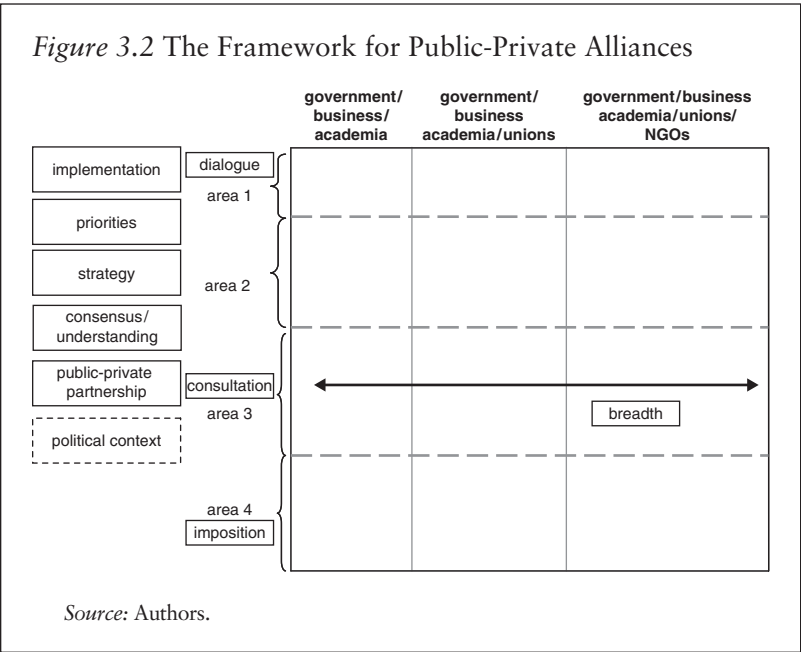 Figure 3.2 The Framework for Public-Private Alliances
government/
business/
academia
government/
business
academia/unions
government/business
academia/unions/
NGOs
implementation
dialogue
area 1
priorities
strategy
area 2
consensus/
understanding
public-private
partnership
consultation
area 3
breadth
political context
area 4
imposition
Source: Authors.